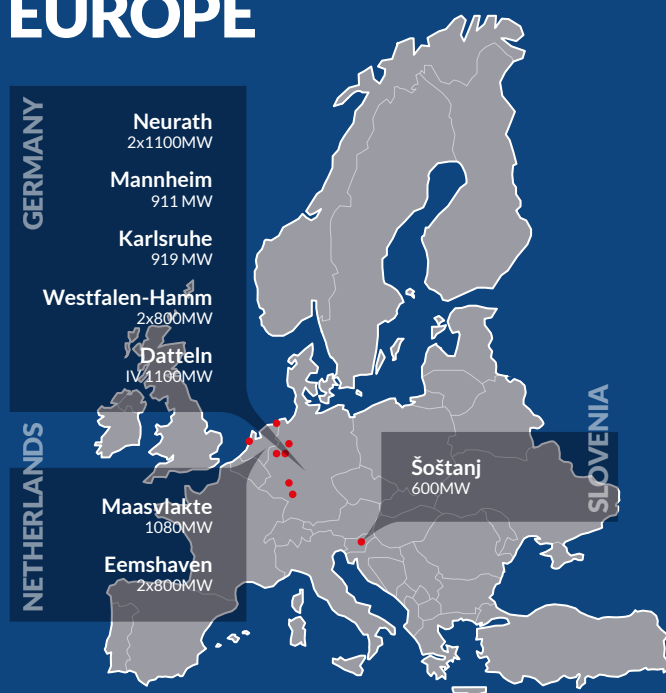 EUROPE
GERMANY
Neurath
2x1100MW
Mannheim
911 MW
Karlsruhe
919 MW
Westfalen-Hamm
2x800MW
Datteln
IV 1100MW
NETHERLANDS
Maasvlakte
1080MW
Eemshaven
2x800MW
SLOVENIA
Šoštanj
600MW